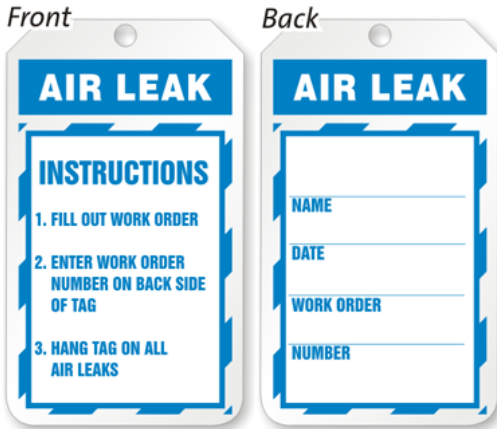 Front
AIR LEAK
INSTRUCTIONS
1. FILL OUT WORK ORDER
2. ENTER WORK ORDER
NUMBER ON BACK SIDE
OF TAG
3. HANG TAG ON ALL
AIR LEAKS
Back
AIR LEAK
NAME
DATE
WORK ORDER
NUMBER